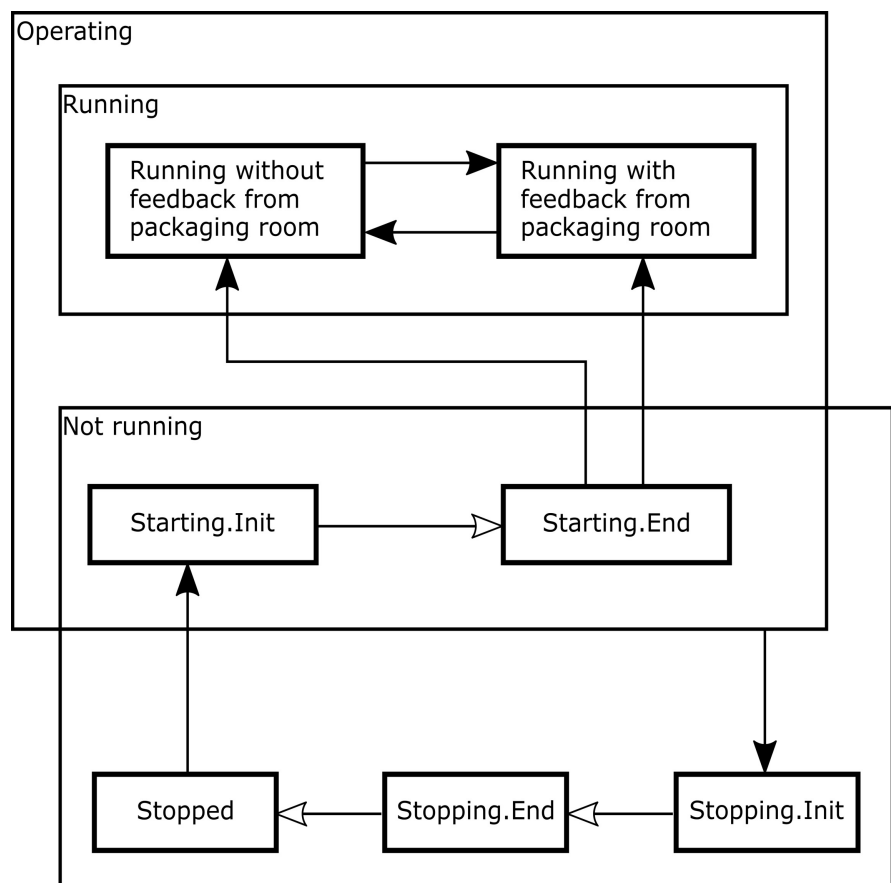 Operating
Running
Running without
feedback from
packaging room
Running with
feedback from
packaging room
Not running
Starting.Init
Starting.End
Stopped
Stopping.End
Stopping.Init